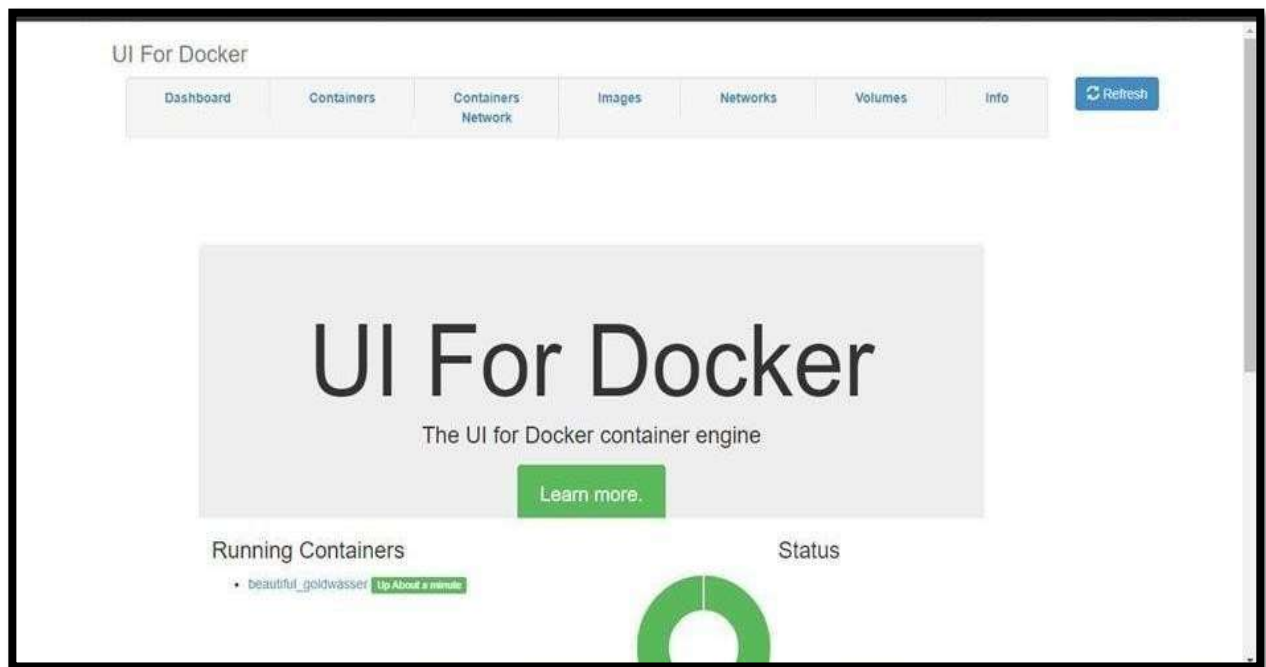 UI For Docker
Dashboard Containers Containers Network Images Networks Volumes Info Refresh
UI For Docker
The UI for Docker container engine
Learn more.
Running Containers Status
beautiful_goldwasser Up About a minute